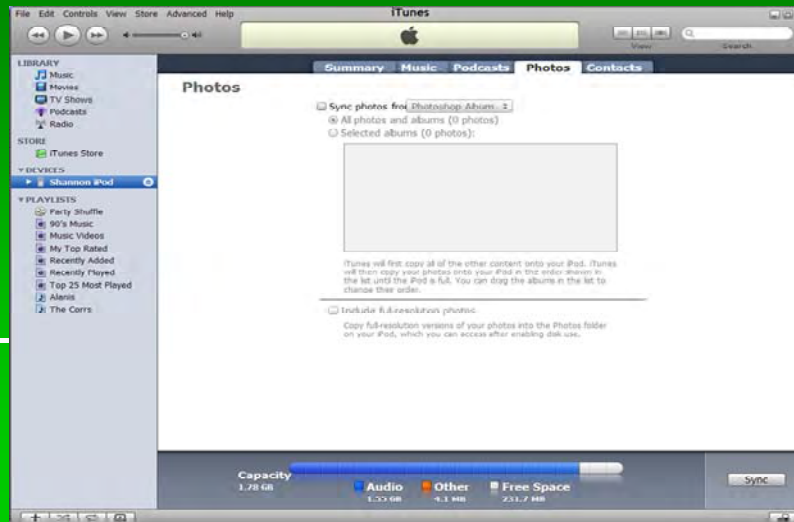 File Edit Controls View Store Advanced Help
iTunes
View
Search
LIBRARY
Music
Movies
TV Shows
Podcasts
Radio
STORE
iTunes Store
DEVICES
Shannon iPod
PLAYLISTS
Party Shuffle
90's Music
Music Videos
My Top Rated
Recently Added
Recently Played
Top 25 Most Played
Alanis
The Corrs
Summary Music Podcasts Photos Contacts
Photos
Sync photos from Photoshop Album
All photos and albums (0 photos)
Selected albums (0 photos):
iTunes will first copy all of the other content onto your iPod. iTunes
will then copy your photos onto your iPod in the order shown in
the list until the iPod is full. You can drag the albums in the list to
change their order.
Include full-resolution photos
Copy full-resolution versions of your photos into the Photos folder
on your iPod, which you can access after enabling disk use.
Capacity
1.78 GB
Audio
1.55 GB
Other
4.1 MB
Free Space
231.7 MB
Sync